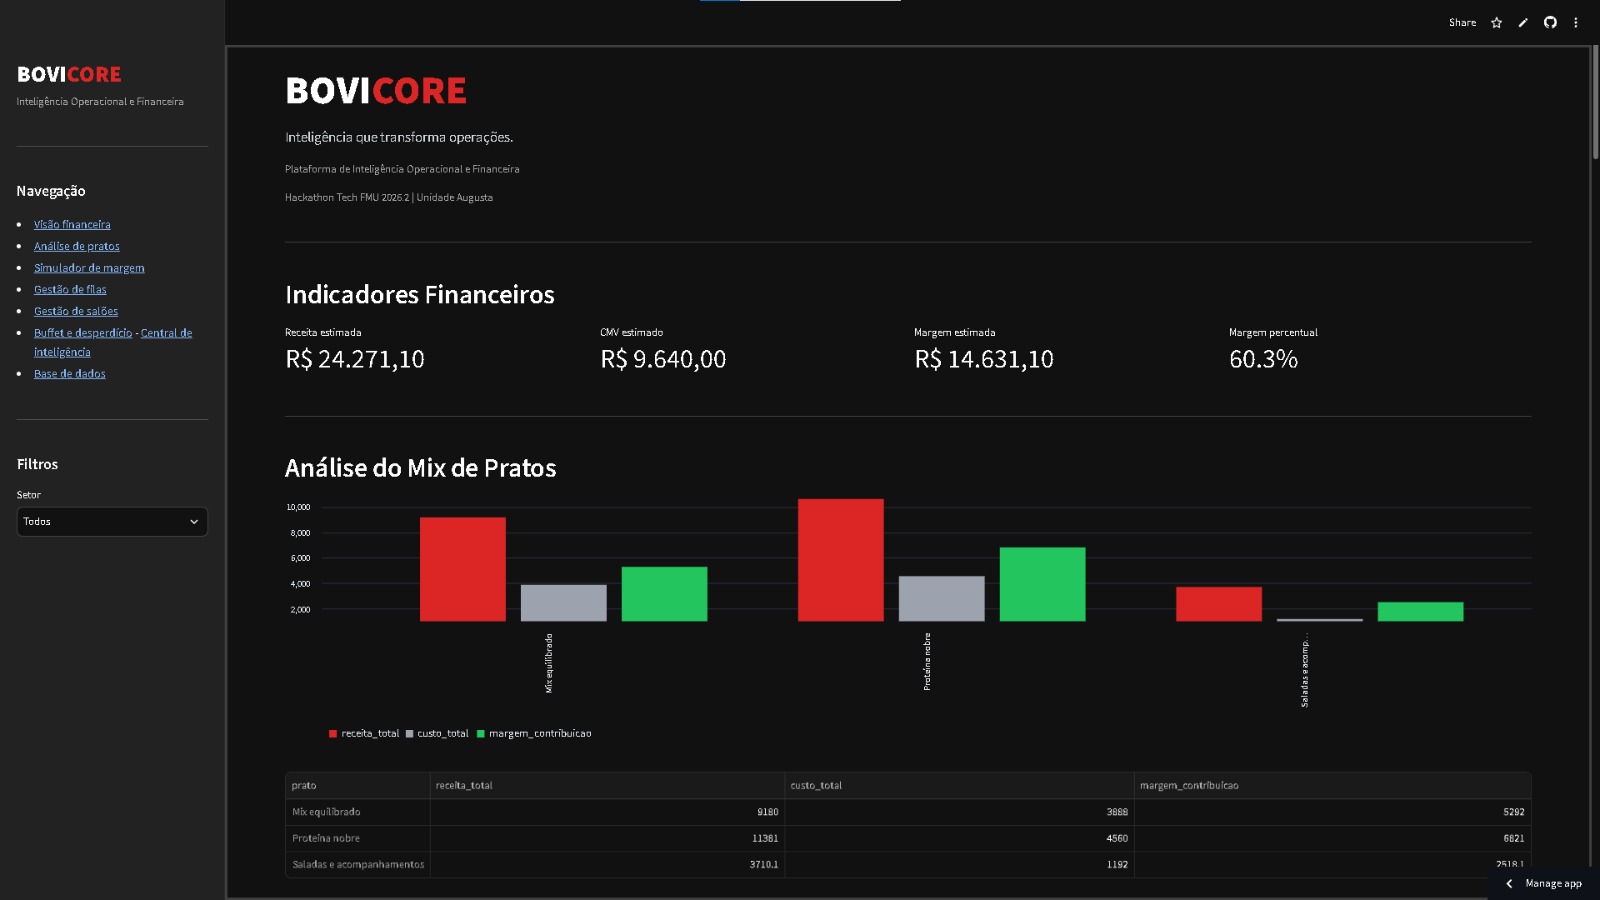 Share
BOVICORE
Inteligência Operacional e Financeira
Navegação
Visão financeira
Análise de pratos
Simulador de margem
Gestão de filas
Gestão de salões
Buffet e desperdício - Central de
inteligência
Base de dados
Filtros
Setor
Todos
BOVICORE
Inteligência que transforma operações.
Plataforma de Inteligência Operacional e Financeira
Hackathon Tech FMU 2026.2 | Unidade Augusta
Indicadores Financeiros
Receita estimada CMV estimado Margem estimada Margem percentual
R$ 24.271,10 R$ 9.640,00 R$ 14.631,10 60.3%
Análise do Mix de Pratos
10,000
8,000
6,000
4,000
2,000
Mix equilibrado Proteína nobre Saladas e acomp...
receita_total custo_total margem_contribuicao
prato receita_total custo_total margem_contribuicao
Mix equilibrado 9180 3888 5292
Proteína nobre 11381 4560 6821
Saladas e acompanhamentos 3710.1 1192 2518.1
Manage app